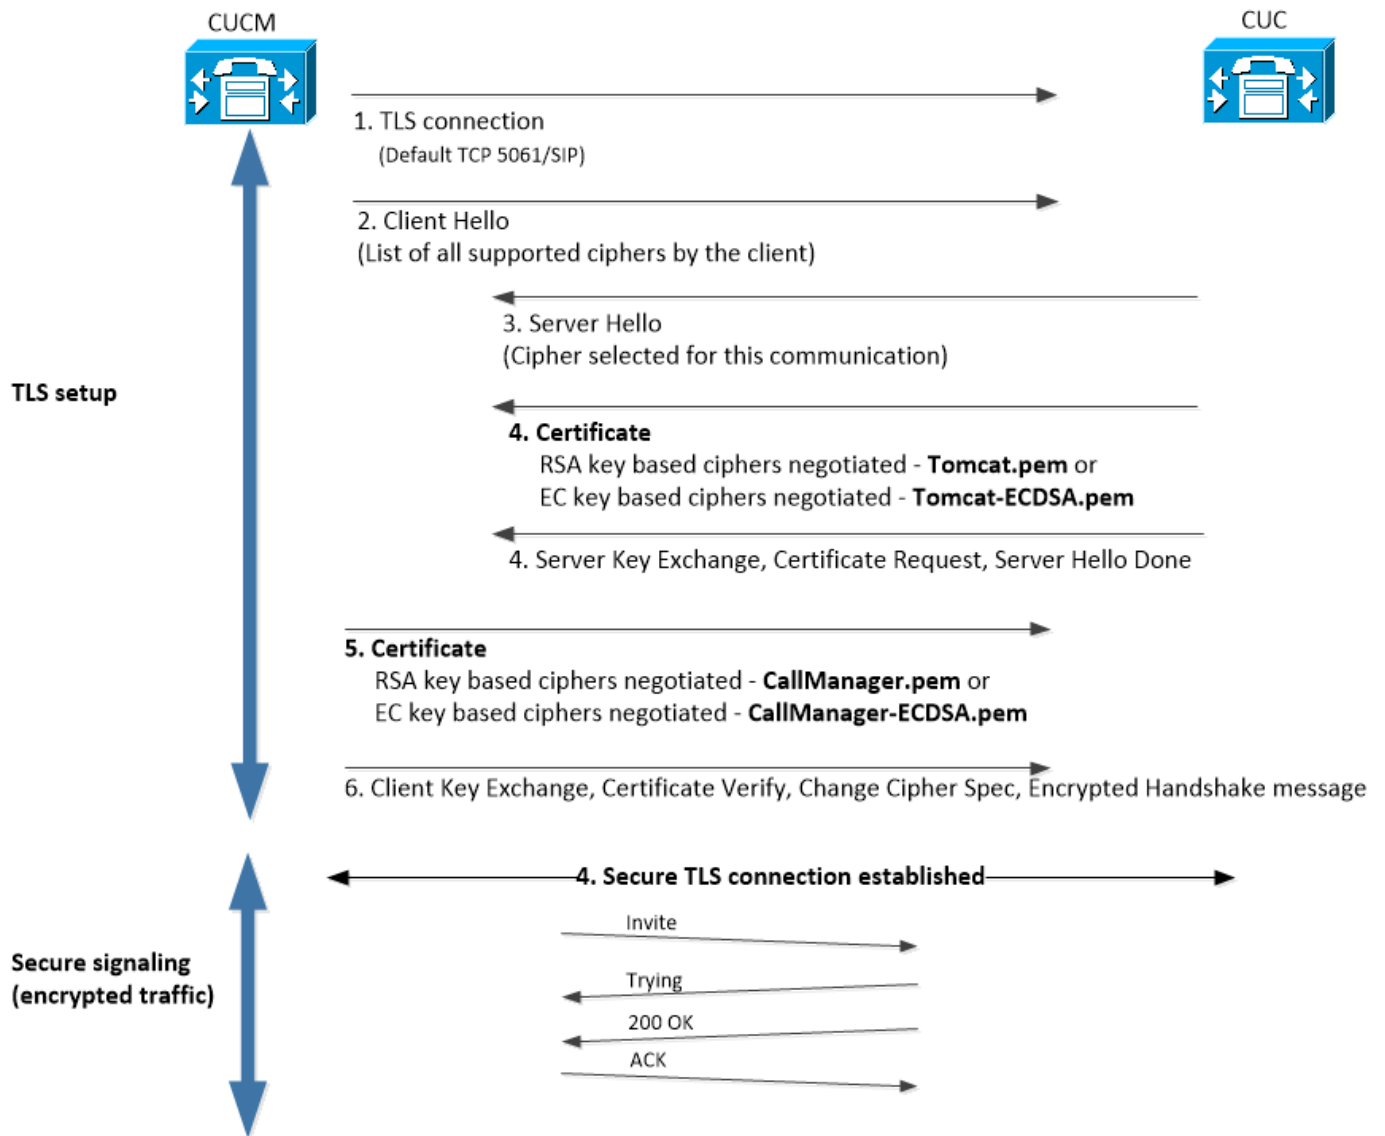 CUCM
CUC
1. TLS connection
(Default TCP 5061/SIP)
2. Client Hello
(List of all supported ciphers by the client)
3. Server Hello
(Cipher selected for this communication)
TLS setup
4. Certificate
RSA key based ciphers negotiated - Tomcat.pem or
EC key based ciphers negotiated - Tomcat-ECDSA.pem
4. Server Key Exchange, Certificate Request, Server Hello Done
5. Certificate
RSA key based ciphers negotiated - CallManager.pem or
EC key based ciphers negotiated - CallManager-ECDSA.pem
6. Client Key Exchange, Certificate Verify, Change Cipher Spec, Encrypted Handshake message
4. Secure TLS connection established
Invite
Secure signaling
(encrypted traffic)
Trying
200 OK
ACK